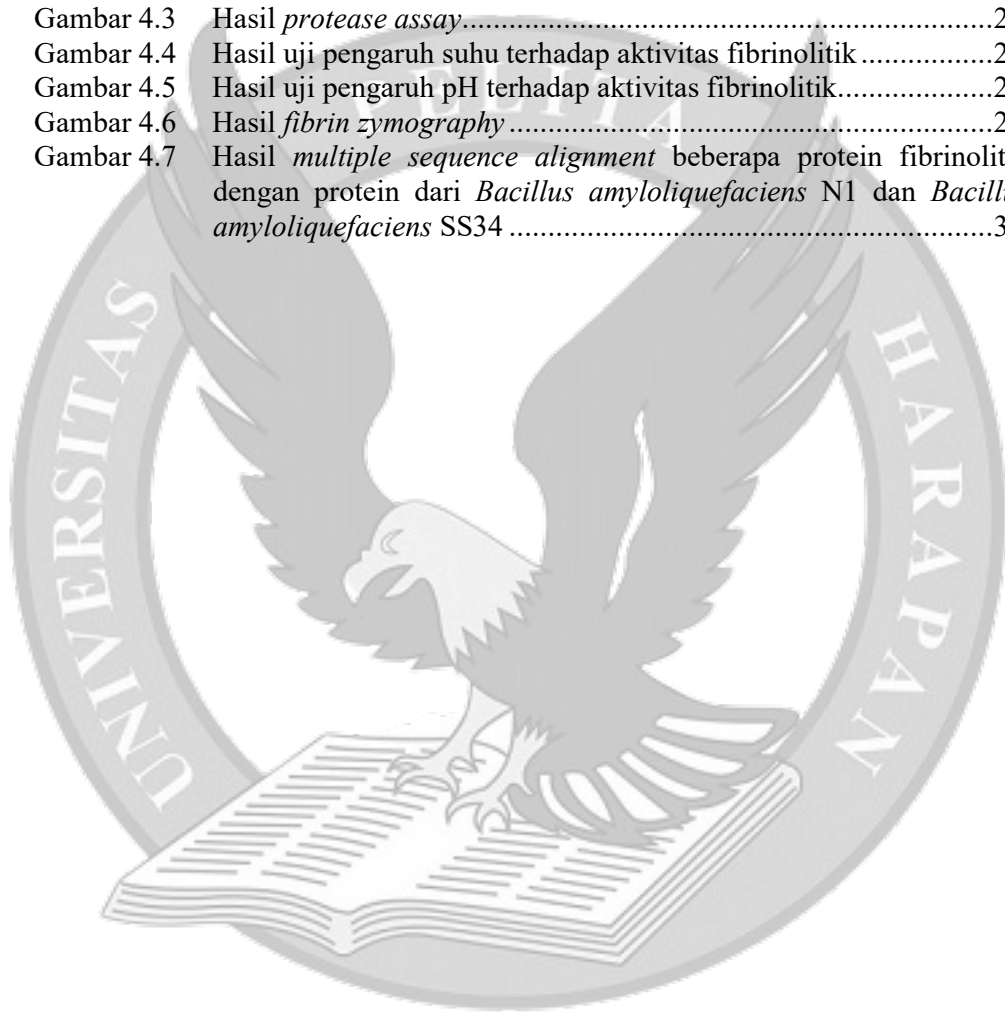 Gambar 4.3 Hasil protease assay....................................................................2
Gambar 4.4 Hasil uji pengaruh suhu terhadap aktivitas fibrinolitik..................2
Gambar 4.5 Hasil uji pengaruh pH terhadap aktivitas fibrinolitik.....................2
Gambar 4.6 Hasil fibrin zymography.................................................................2
Gambar 4.7 Hasil multiple sequence alignment beberapa protein fibrinolit
dengan protein dari Bacillus amyloliquefaciens N1 dan Bacill
amyloliquefaciens SS34.................................................................3
UNIVERSITAS
PELITA
HARAPAN